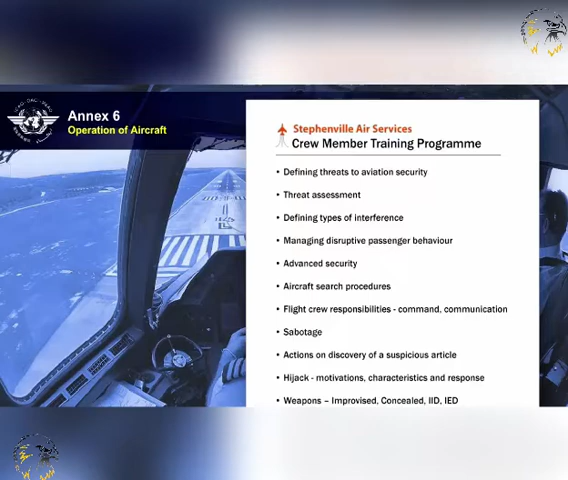 Annex 6
Operation of Aircraft
Stephenville Air Services
Crew Member Training Programme
• Defining threats to aviation security
• Threat assessment
• Defining types of interference
• Managing disruptive passenger behaviour
• Advanced security
• Aircraft search procedures
• Flight crew responsibilities - command, communication
• Sabotage
• Actions on discovery of a suspicious article
• Hijack - motivations, characteristics and response
• Weapons – Improvised, Concealed, IID, IED